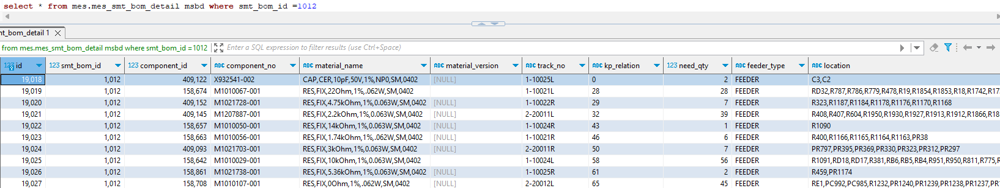 select * from mes.mes_smt_bom_detail msbd where smt_bom_id =1012
nt_bom_detail 1
from mes.mes_smt_bom_detail msbd where smt_bom_id =1012 Enter a SQL expression to filter results (use Ctrl+Space)
123 id 123 smt_bom_id 123 component_id ABC component_no ABC material_name ABC material_version ABC track_no ABC kp_relation 123 need_qty ABC feeder_type ABC location
19,018 1,012 409,122 X932541-002 CAP,CER,10pF,50V,1%,NP0,SM,0402 [NULL] 1-10025L 0 2 FEEDER C3,C2
19,019 1,012 158,674 M1010067-001 RES,FIX,22Ohm,1%,.062W,SM,0402 1-10021L 28 28 FEEDER RD32,R787,R786,R779,R478,R19,R1854,R1853,R18,R1742,R17
19,020 1,012 409,152 M1021728-001 RES,FIX,4.75kOhm,1%,0.063W,SM,0402 [NULL] 1-10022R 29 7 FEEDER R323,R1187,R1184,R1178,R1176,R1170,R1168
19,021 1,012 409,145 M1207887-001 RES,FIX,2.2kOhm,1%,0.063W,SM,0402 [NULL] 2-20011L 32 39 FEEDER R408,R407,R604,R1950,R1930,R1927,R1913,R1912,R1866,R18
19,022 1,012 158,657 M1010050-001 RES,FIX,14kOhm,1%,0.063W,SM,0402 [NULL] 1-10024R 43 1 FEEDER R1090
19,023 1,012 158,663 M1010056-001 RES,FIX,1.74kOhm,1%,.062W,SM,0402 [NULL] 1-10021R 46 6 FEEDER R400,R1166,R1165,R1164,R1163,PR38
19,024 1,012 409,093 M1021703-001 RES,FIX,3kOhm,1%,0.063W,SM,0402 [NULL] 2-20011R 50 7 FEEDER PR797,PR395,PR369,PR330,PR323,PR312,PR297
19,025 1,012 158,642 M1010029-001 RES,FIX,10kOhm,1%,0.063W,SM,0402 1-10024L 58 56 FEEDER R1091,RD18,RD17,R381,RB6,RB5,RB4,R951,R950,R811,R775,R
19,026 1,012 158,861 M1021738-001 RES,FIX,5.36kOhm,1%,0.063W,SM,0402 [NULL] 1-10025R 61 2 FEEDER R459,PR1174
19,027 1,012 158,708 M1010107-001 RES,FIX,0Ohm,1%,.062W,SM,0402 2-20012L 65 45 FEEDER RE1,PC992,PC985,R1232,PR1240,PR1239,PR1238,PR1237,PR1